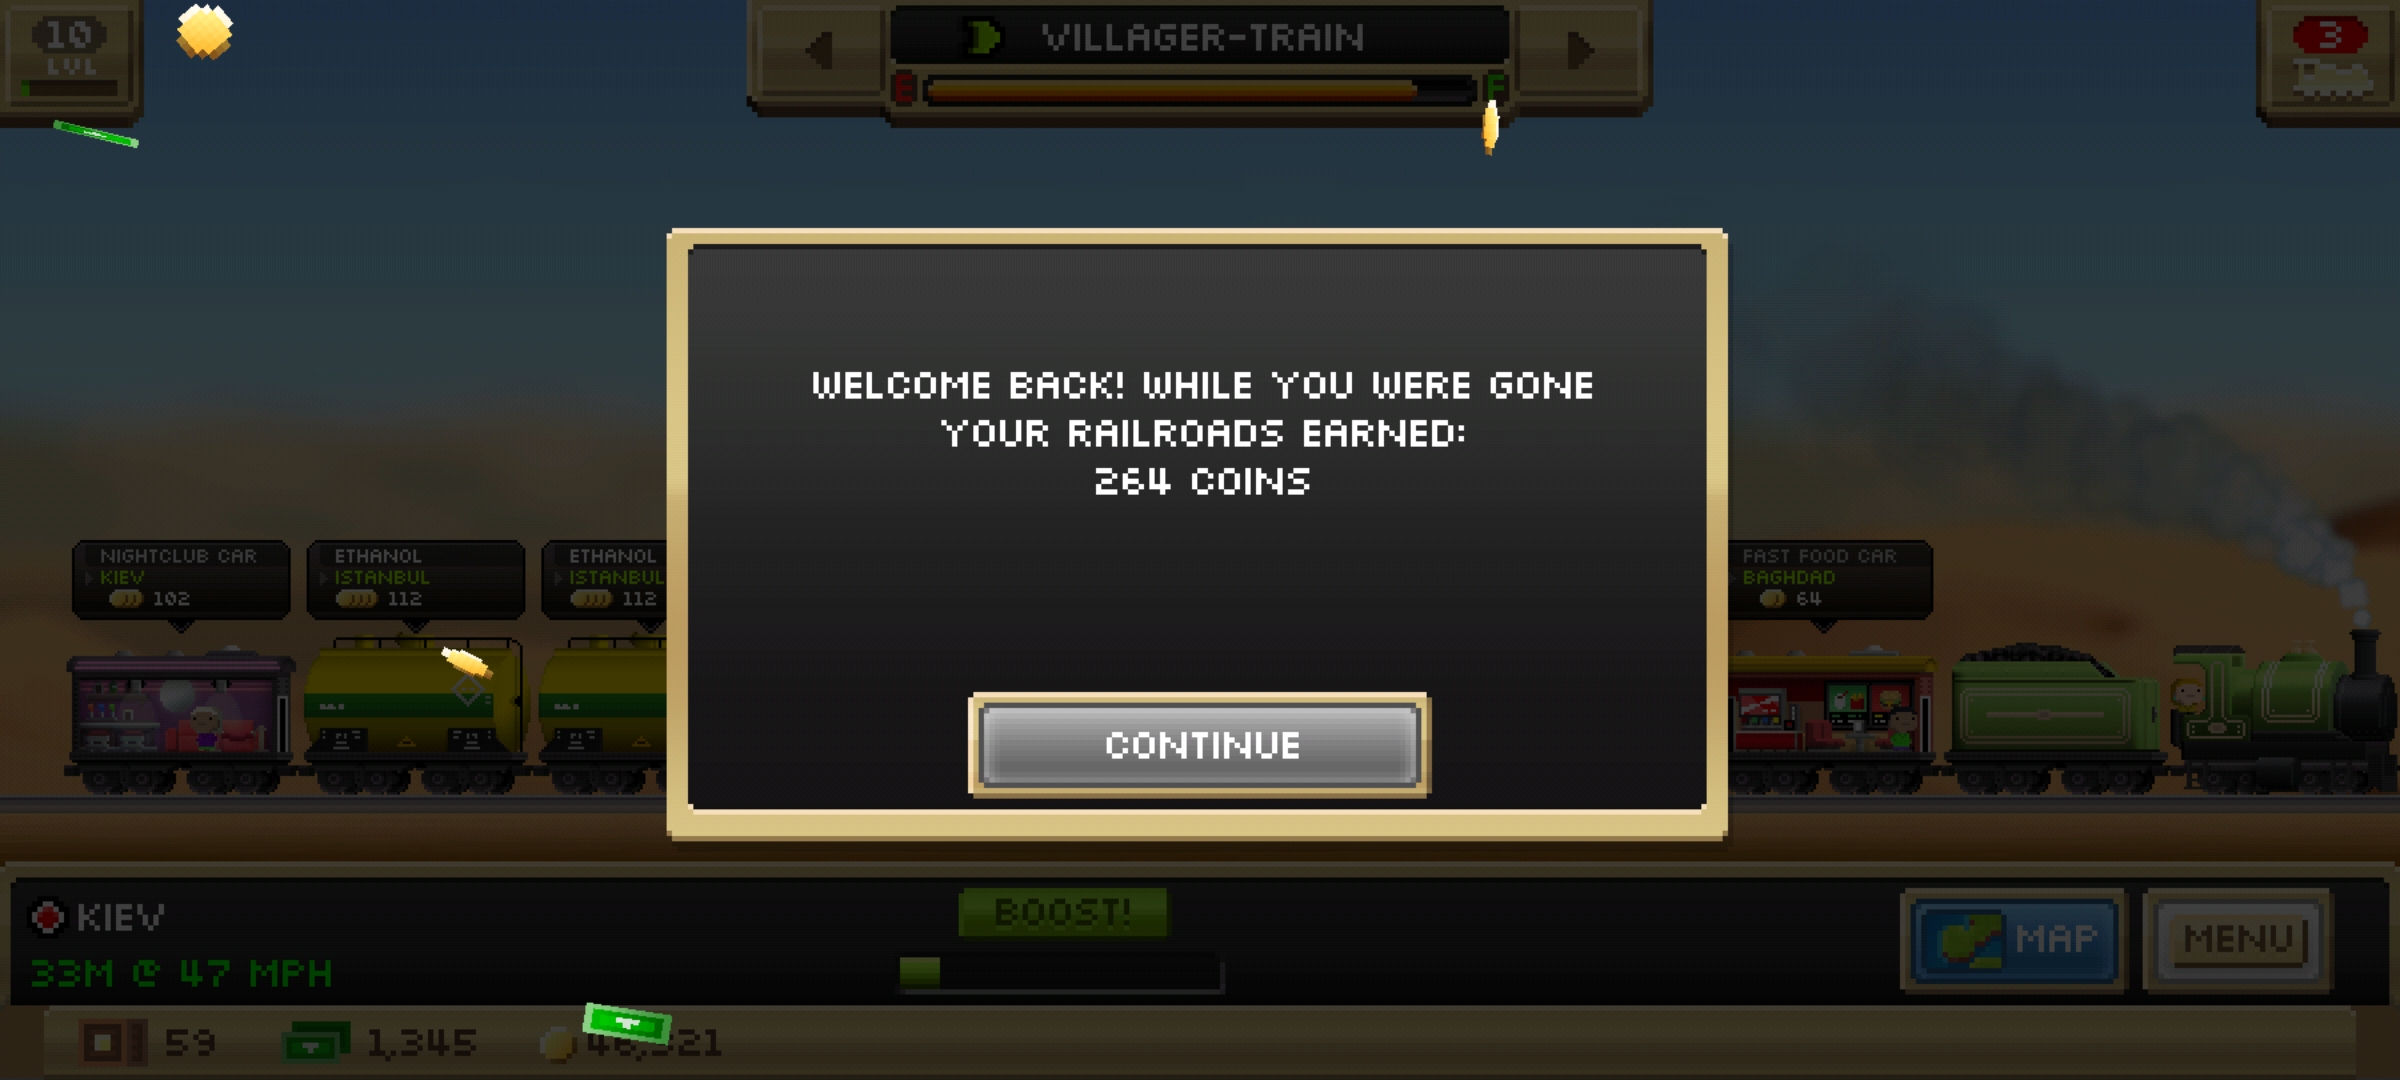 10
LVL
VILLAGER-TRAIN
E
F
3
WELCOME BACK! WHILE YOU WERE GONE
YOUR RAILROADS EARNED:
264 COINS
CONTINUE
NIGHTCLUB CAR
KIEV
102
ETHANOL
ISTANBUL
112
ETHANOL
ISTANBUL
112
FAST FOOD CAR
BAGHDAD
64
KIEV
33M @ 47 MPH
BOOST!
MAP
MENU
59
1,345